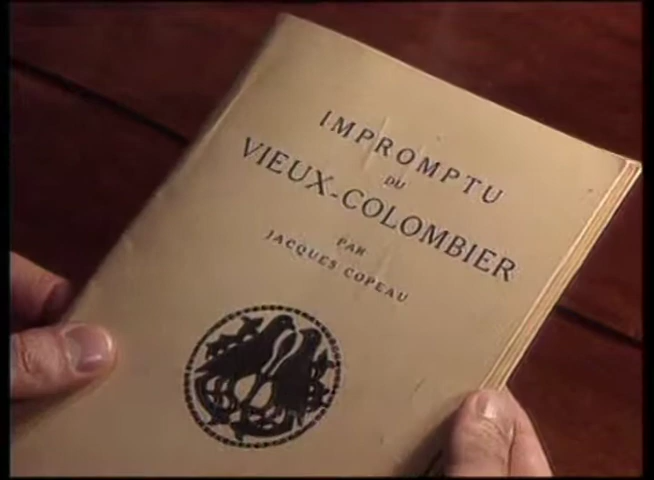 IMPROMPTU
DU
VIEUX-COLOMBIER
PAR
JACQUES COPEAU